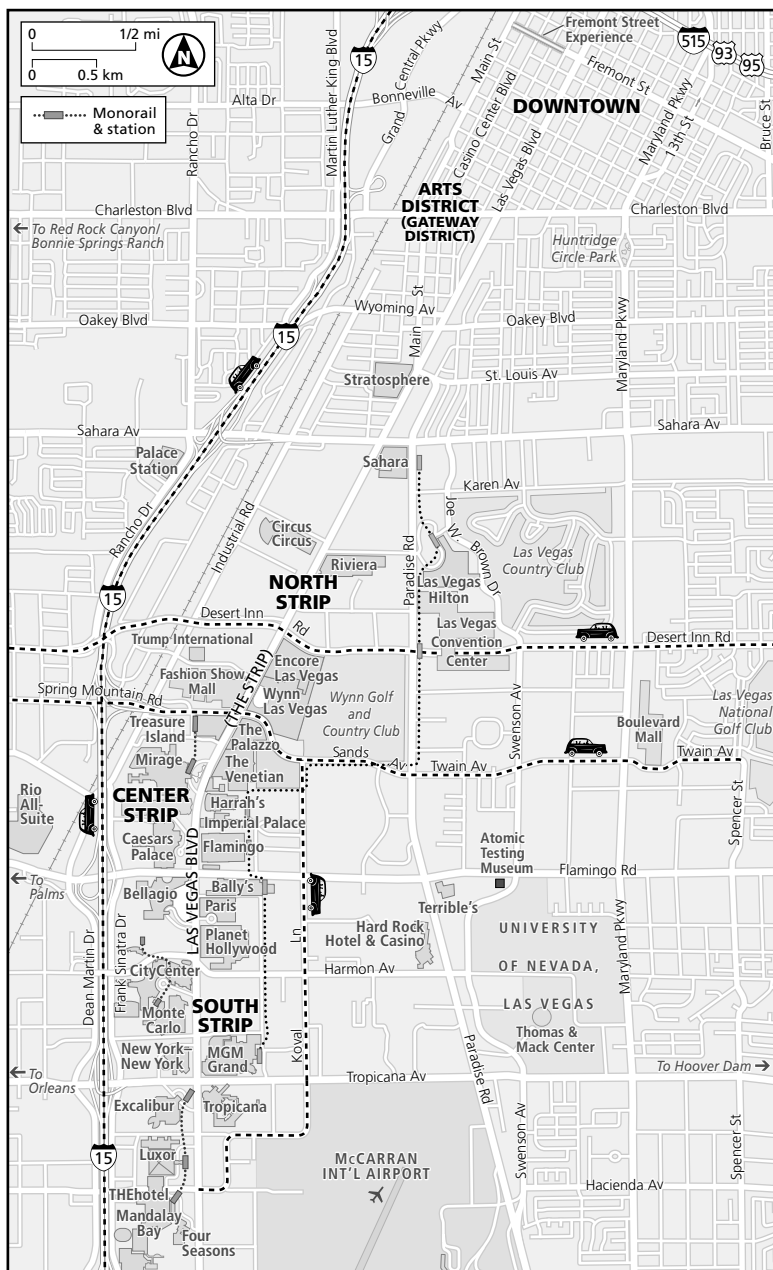 0 1/2 mi
0 0.5 km
N
Monorail
& station
Fremont Street
Experience
515
93
95
15
Martin Luther King Blvd
Grand Central Pkwy
Main St
Casino Center Blvd
Las Vegas Blvd
Fremont St
Maryland Pkwy
13th St
Bruce St
Alta Dr
Bonneville Av
DOWNTOWN
Rancho Dr
ARTS
DISTRICT
(GATEWAY
DISTRICT)
Charleston Blvd
Charleston Blvd
To Red Rock Canyon/
Bonnie Springs Ranch
Huntridge
Circle Park
Wyoming Av
Oakey Blvd
Oakey Blvd
15
Main St
Maryland Pkwy
Stratosphere
St. Louis Av
Sahara Av
Sahara Av
Palace
Station
Sahara
Karen Av
Rancho Dr
Industrial Rd
Circus
Circus
Joe W. Brown Dr
Paradise Rd
Las Vegas
Country Club
Riviera
NORTH
STRIP
Las Vegas
Hilton
15
Desert Inn Rd
Las Vegas
Convention
Center
Desert Inn Rd
Trump International
(THE STRIP)
Encore
Las Vegas
Fashion Show
Mall
Wynn
Las Vegas
Wynn Golf
and
Country Club
Spring Mountain Rd
Swenson Av
Boulevard
Mall
Las Vegas
National
Golf Club
Treasure
Island
The
Palazzo
Sands Av
Twain Av
Twain Av
Mirage
The
Venetian
Rio
All-
Suite
CENTER
STRIP
Harrah's
Imperial Palace
Spencer St
Caesars
Palace
Flamingo
Atomic
Testing
Museum
Flamingo Rd
To
Palms
LAS VEGAS BLVD
Bellagio
Bally's
Paris
Terrible's
Dean Martin Dr
Frank Sinatra Dr
Planet
Hollywood
Koval Ln
Hard Rock
Hotel & Casino
UNIVERSITY
OF NEVADA,
LAS VEGAS
Maryland Pkwy
CityCenter
Harmon Av
Monte
Carlo
SOUTH
STRIP
Thomas &
Mack Center
New York–
New York
MGM
Grand
Paradise Rd
To
Orleans
Tropicana Av
To Hoover Dam
Excalibur
Tropicana
Swenson Av
Spencer St
15
Luxor
McCARRAN
INT'L AIRPORT
THEhotel
Hacienda Av
Mandalay
Bay
Four
Seasons